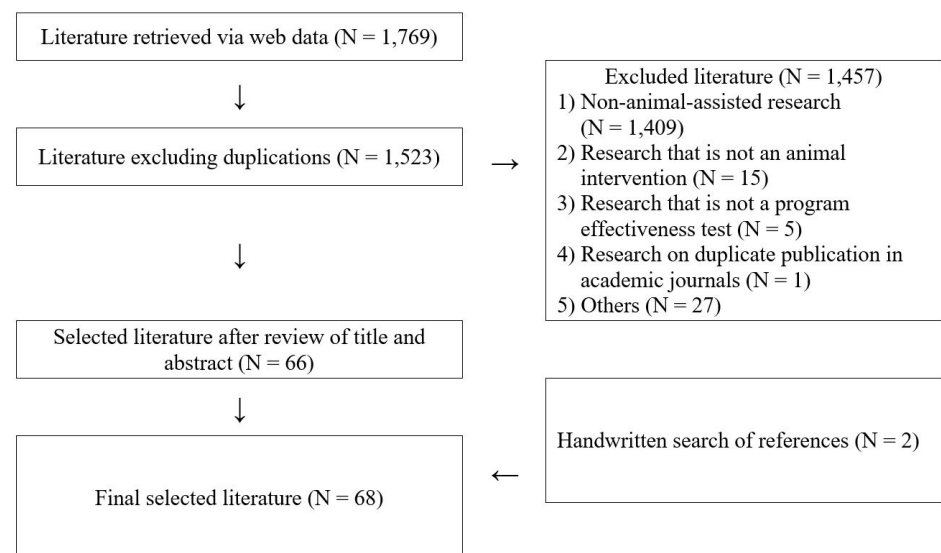 Literature retrieved via web data (N = 1,769)
↓
Literature excluding duplications (N = 1,523)
→
Excluded literature (N = 1,457)
1) Non-animal-assisted research
(N = 1,409)
2) Research that is not an animal
intervention (N = 15)
3) Research that is not a program
effectiveness test (N = 5)
4) Research on duplicate publication in
academic journals (N = 1)
5) Others (N = 27)
↓
Selected literature after review of title and
abstract (N = 66)
↓
Handwritten search of references (N = 2)
←
Final selected literature (N = 68)